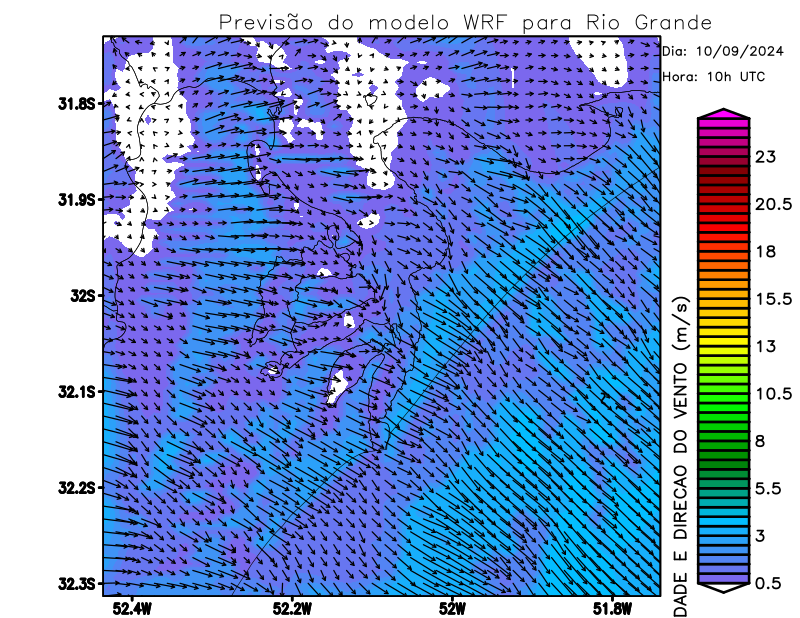 Previsão do modelo WRF para Rio Grande
Dia: 10/09/2024
Hora: 10h UTC
31.8S
31.9S
32S
32.1S
32.2S
32.3S
52.4W
52.2W
52W
51.8W
DADE E DIRECAO DO VENTO (m/s)
23
20.5
18
15.5
13
10.5
8
5.5
3
0.5